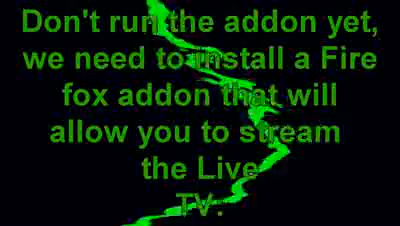 Don't run the addon yet,
we need to install a Fire
fox addon that will
allow you to stream
the Live
TV.